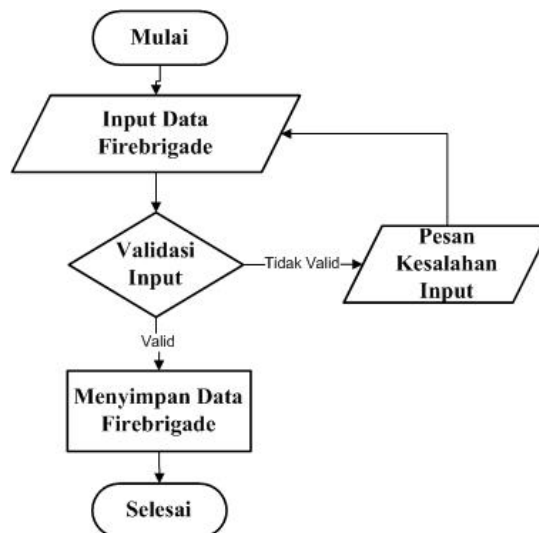 Mulai
Input Data
Firebrigade
Validasi
Input
Tidak Valid
Pesan
Kesalahan
Input
Valid
Menyimpan Data
Firebrigade
Selesai